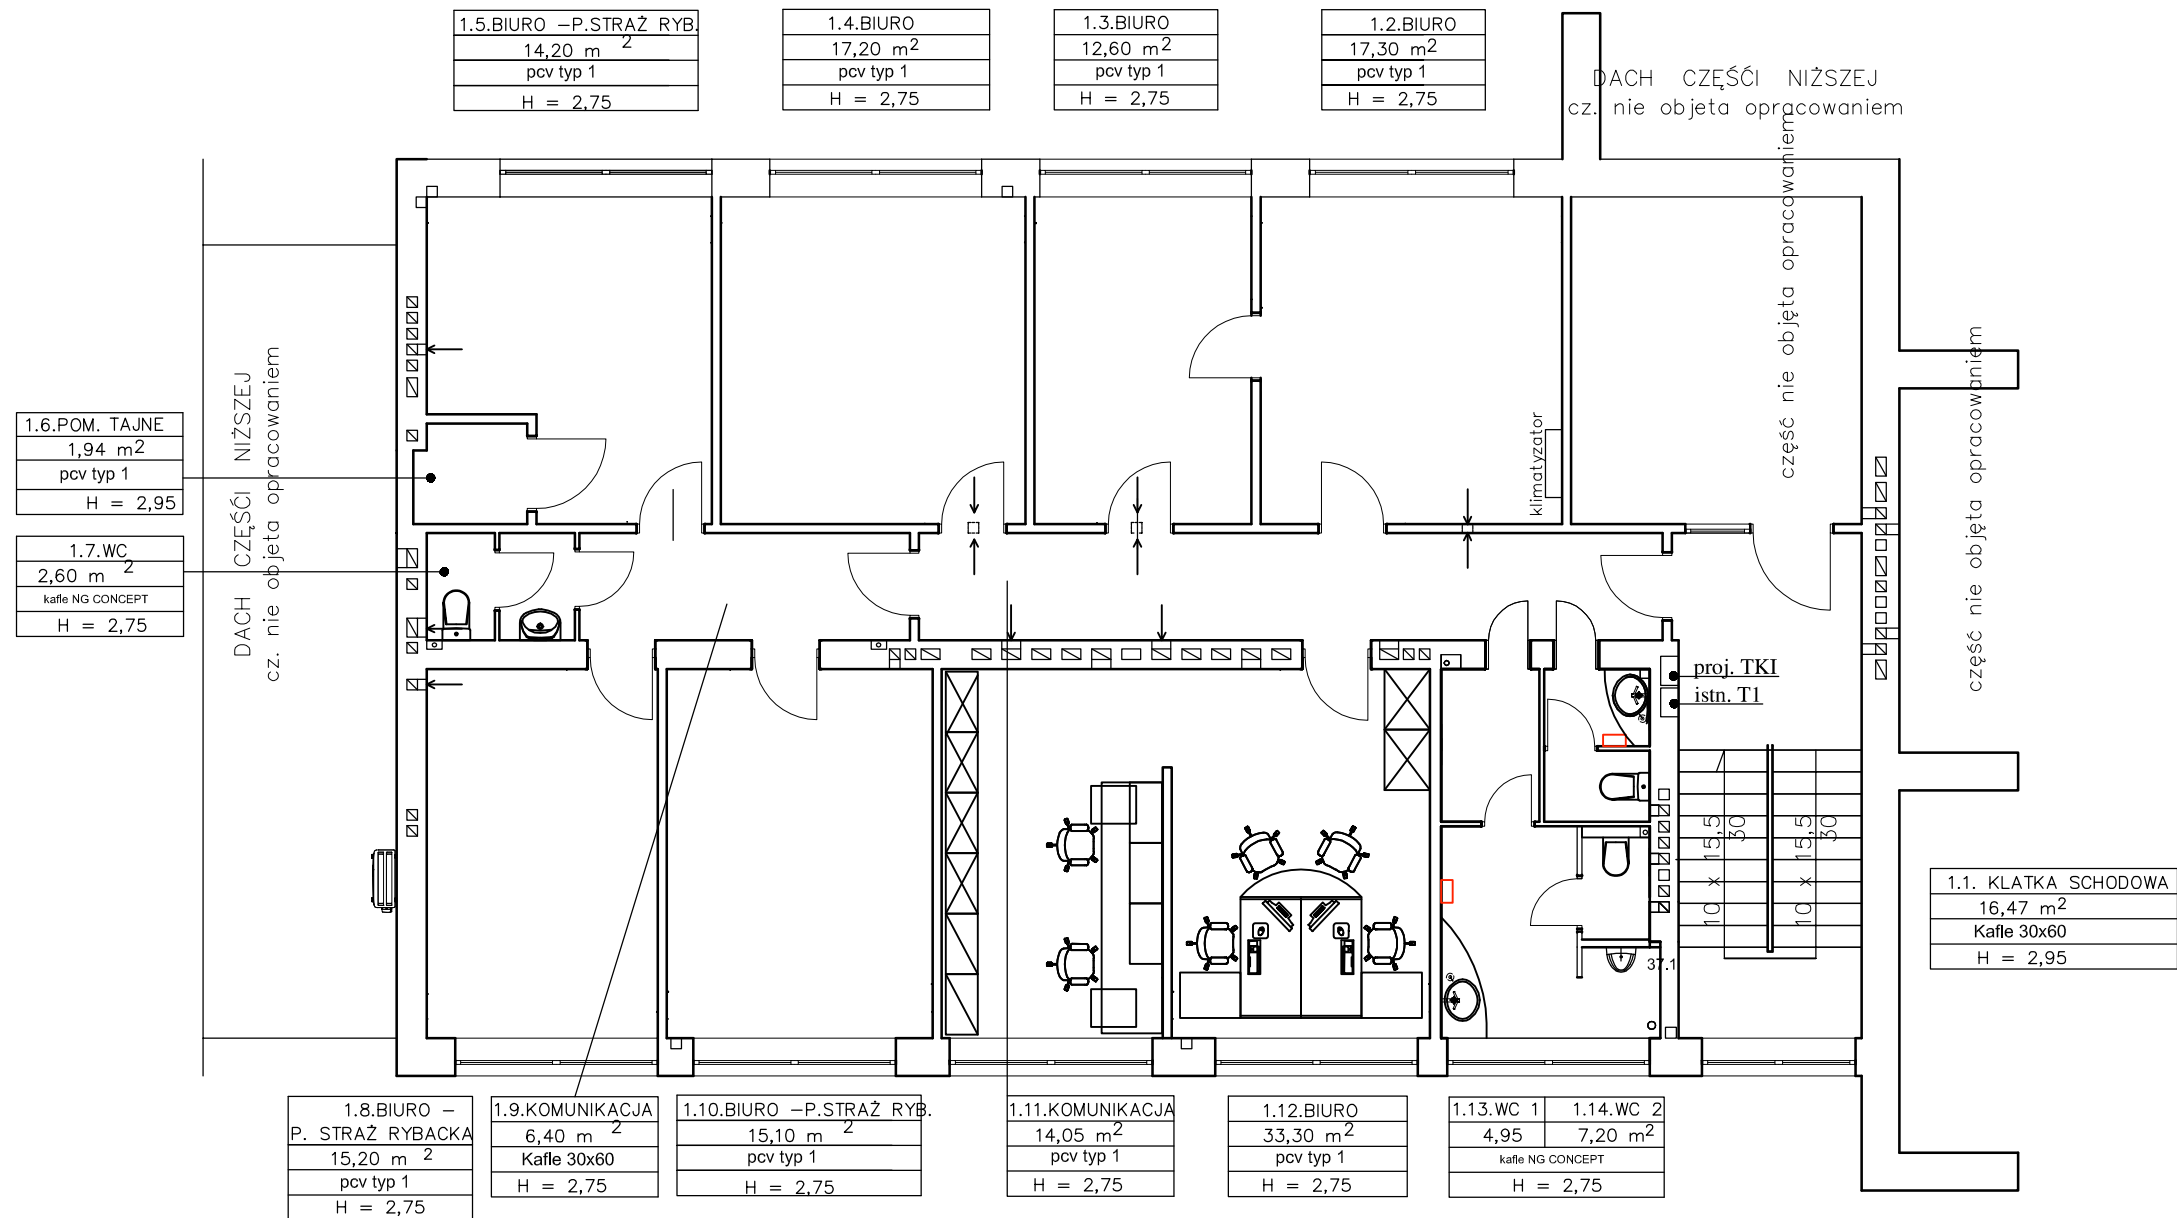 1.5.BIURO –P.STRAŻ RYB.
14,20 m 2
pcv typ 1
H = 2,75
1.4.BIURO
17,20 m2
pcv typ 1
H = 2,75
1.3.BIURO
12,60 m2
pcv typ 1
H = 2,75
1.2.BIURO
17,30 m2
pcv typ 1
H = 2,75
DACH CZĘŚĆI NIŻSZEJ
cz. nie objeta opracowaniem
część nie objęta opracowaniem
część nie objęta opracowaniem
klimatyzator
1.6.POM. TAJNE
1,94 m2
pcv typ 1
H = 2,95
1.7.WC
2,60 m 2
kafle NG CONCEPT
H = 2,75
DACH CZĘŚĆI NIŻSZEJ
cz. nie objeta opracowaniem
proj. TKI
istn. T1
10 x 15,5
30
10 x 15,5
30
37.1
1.1. KLATKA SCHODOWA
16,47 m2
Kafle 30x60
H = 2,95
1.8.BIURO –
P. STRAŻ RYBACKA
15,20 m 2
pcv typ 1
H = 2,75
1.9.KOMUNIKACJA
6,40 m 2
Kafle 30x60
H = 2,75
1.10.BIURO –P.STRAŻ RYB.
15,10 m 2
pcv typ 1
H = 2,75
1.11.KOMUNIKACJA
14,05 m2
pcv typ 1
H = 2,75
1.12.BIURO
33,30 m2
pcv typ 1
H = 2,75
1.13.WC 1 1.14.WC 2
4,95 7,20 m2
kafle NG CONCEPT
H = 2,75